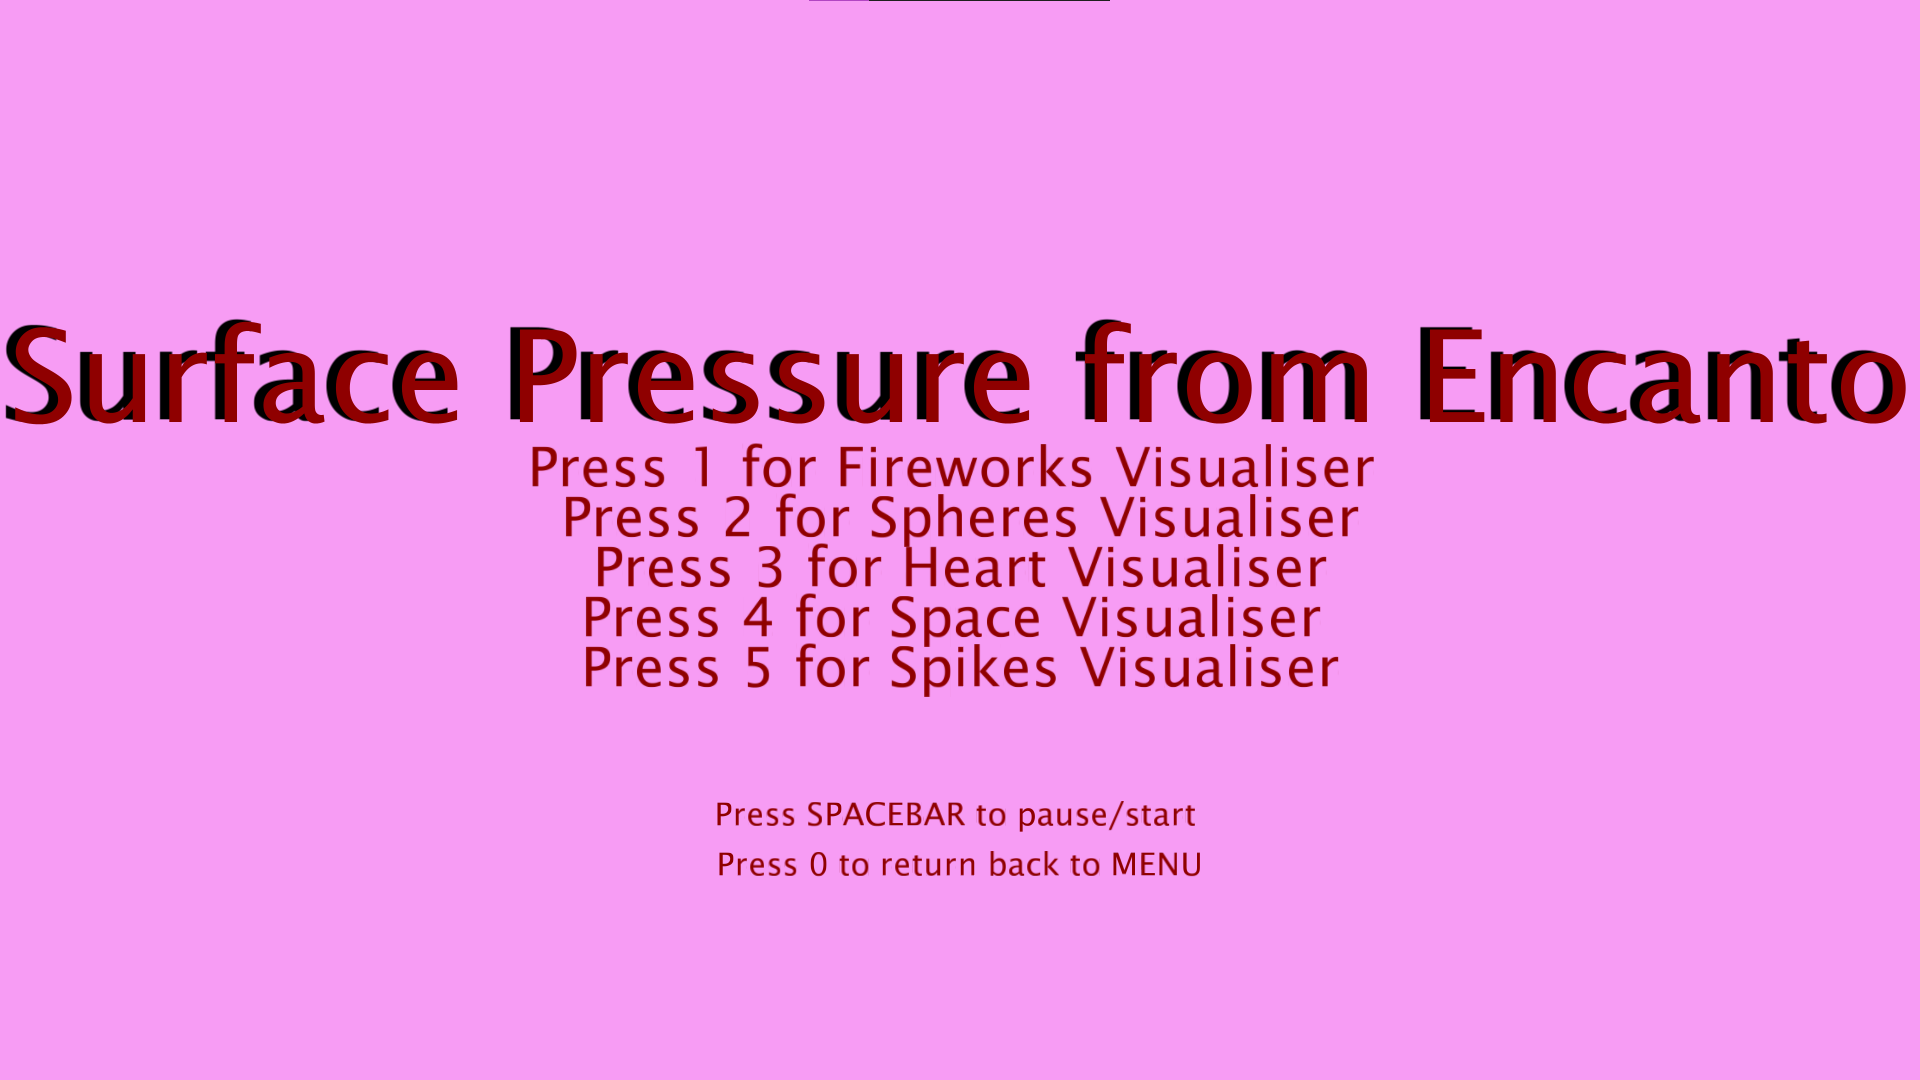 Surface Pressure from Encanto
Press 1 for Fireworks Visualiser
Press 2 for Spheres Visualiser
Press 3 for Heart Visualiser
Press 4 for Space Visualiser
Press 5 for Spikes Visualiser
Press SPACEBAR to pause/start
Press 0 to return back to MENU